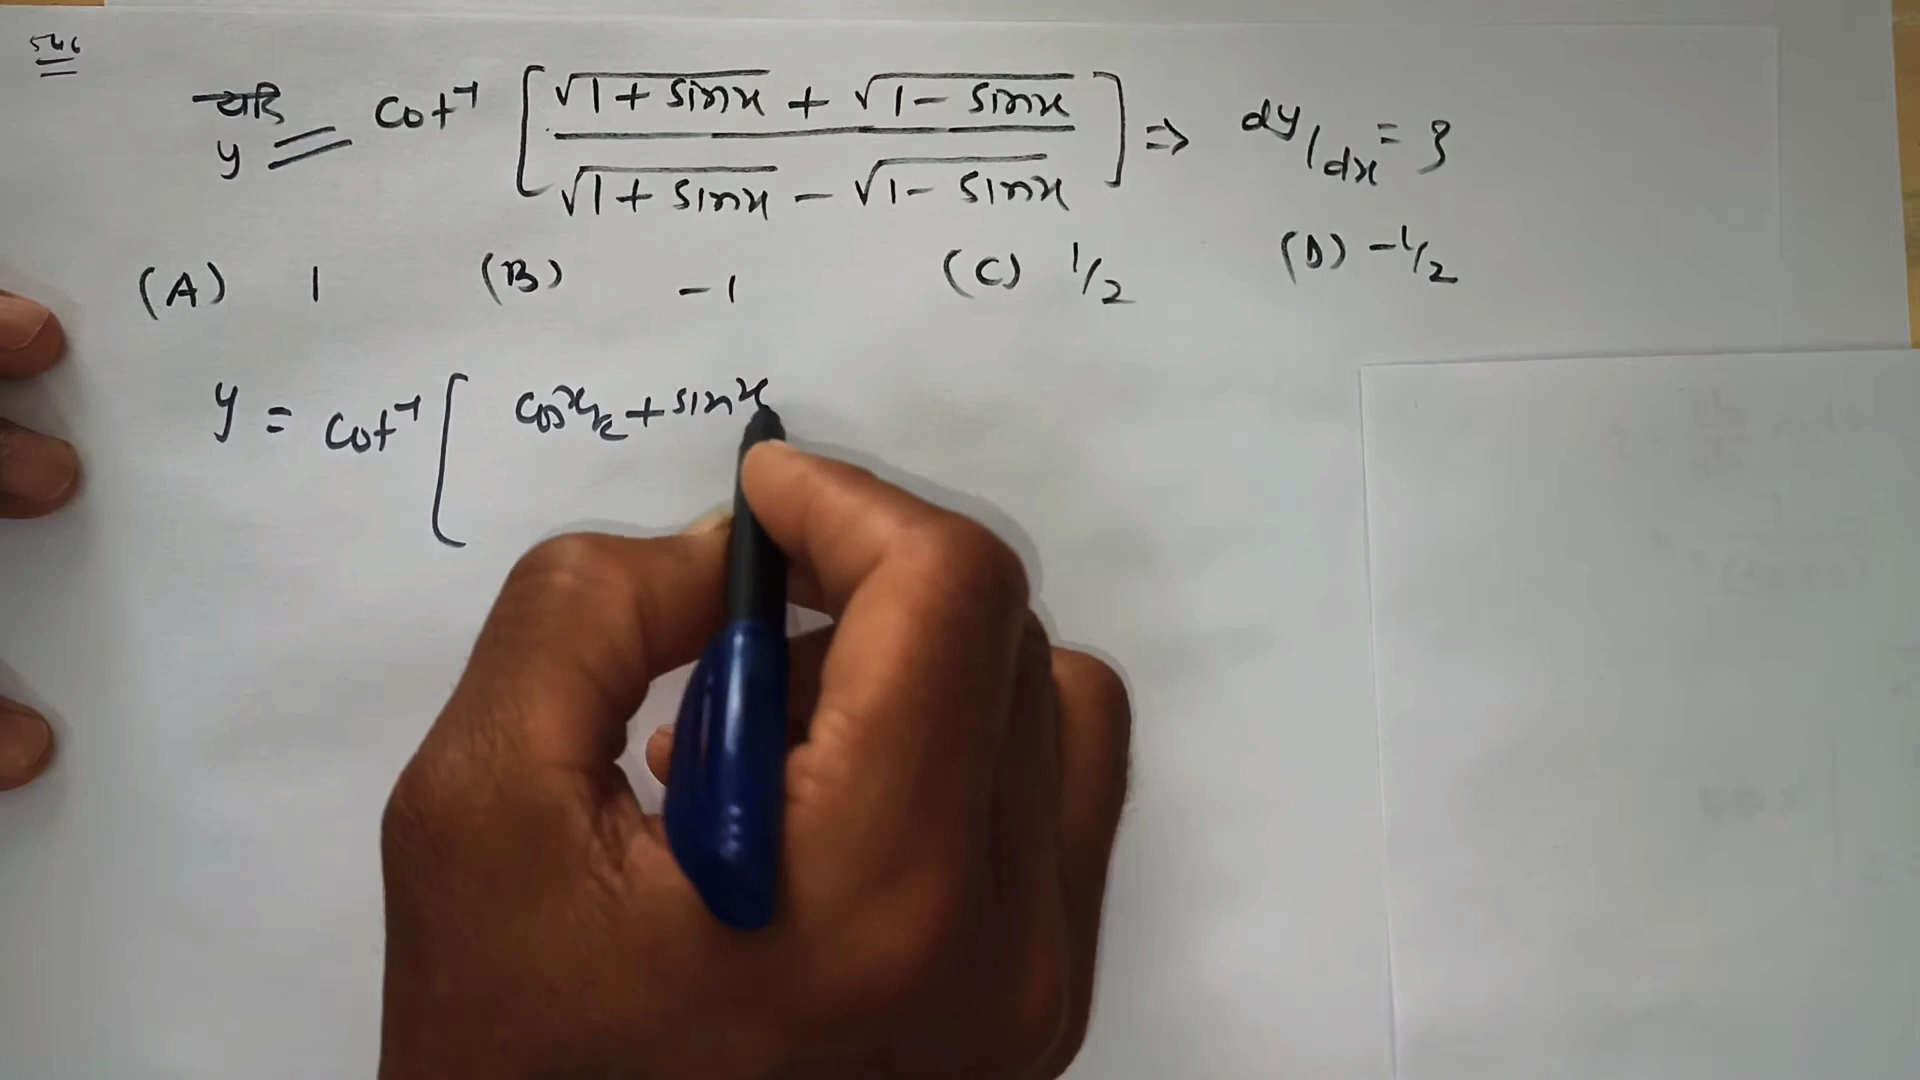 546
यदि
y = cot⁻¹ [ (√1+sinx + √1-sinx) / (√1+sinx - √1-sinx) ] ⇒ dy/dx = ?
(A) 1 (B) -1 (C) 1/2 (D) -1/2
y = cot⁻¹ [ cos x/2 + sin x